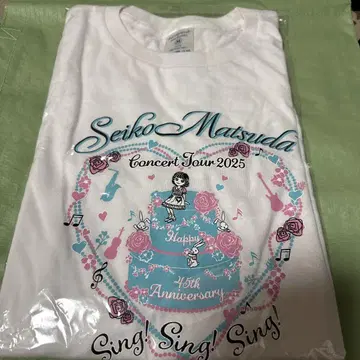 Seiko Matsuda
Concert Tour 2025
Happy
45th
Anniversary
Sing! Sing! Sing!